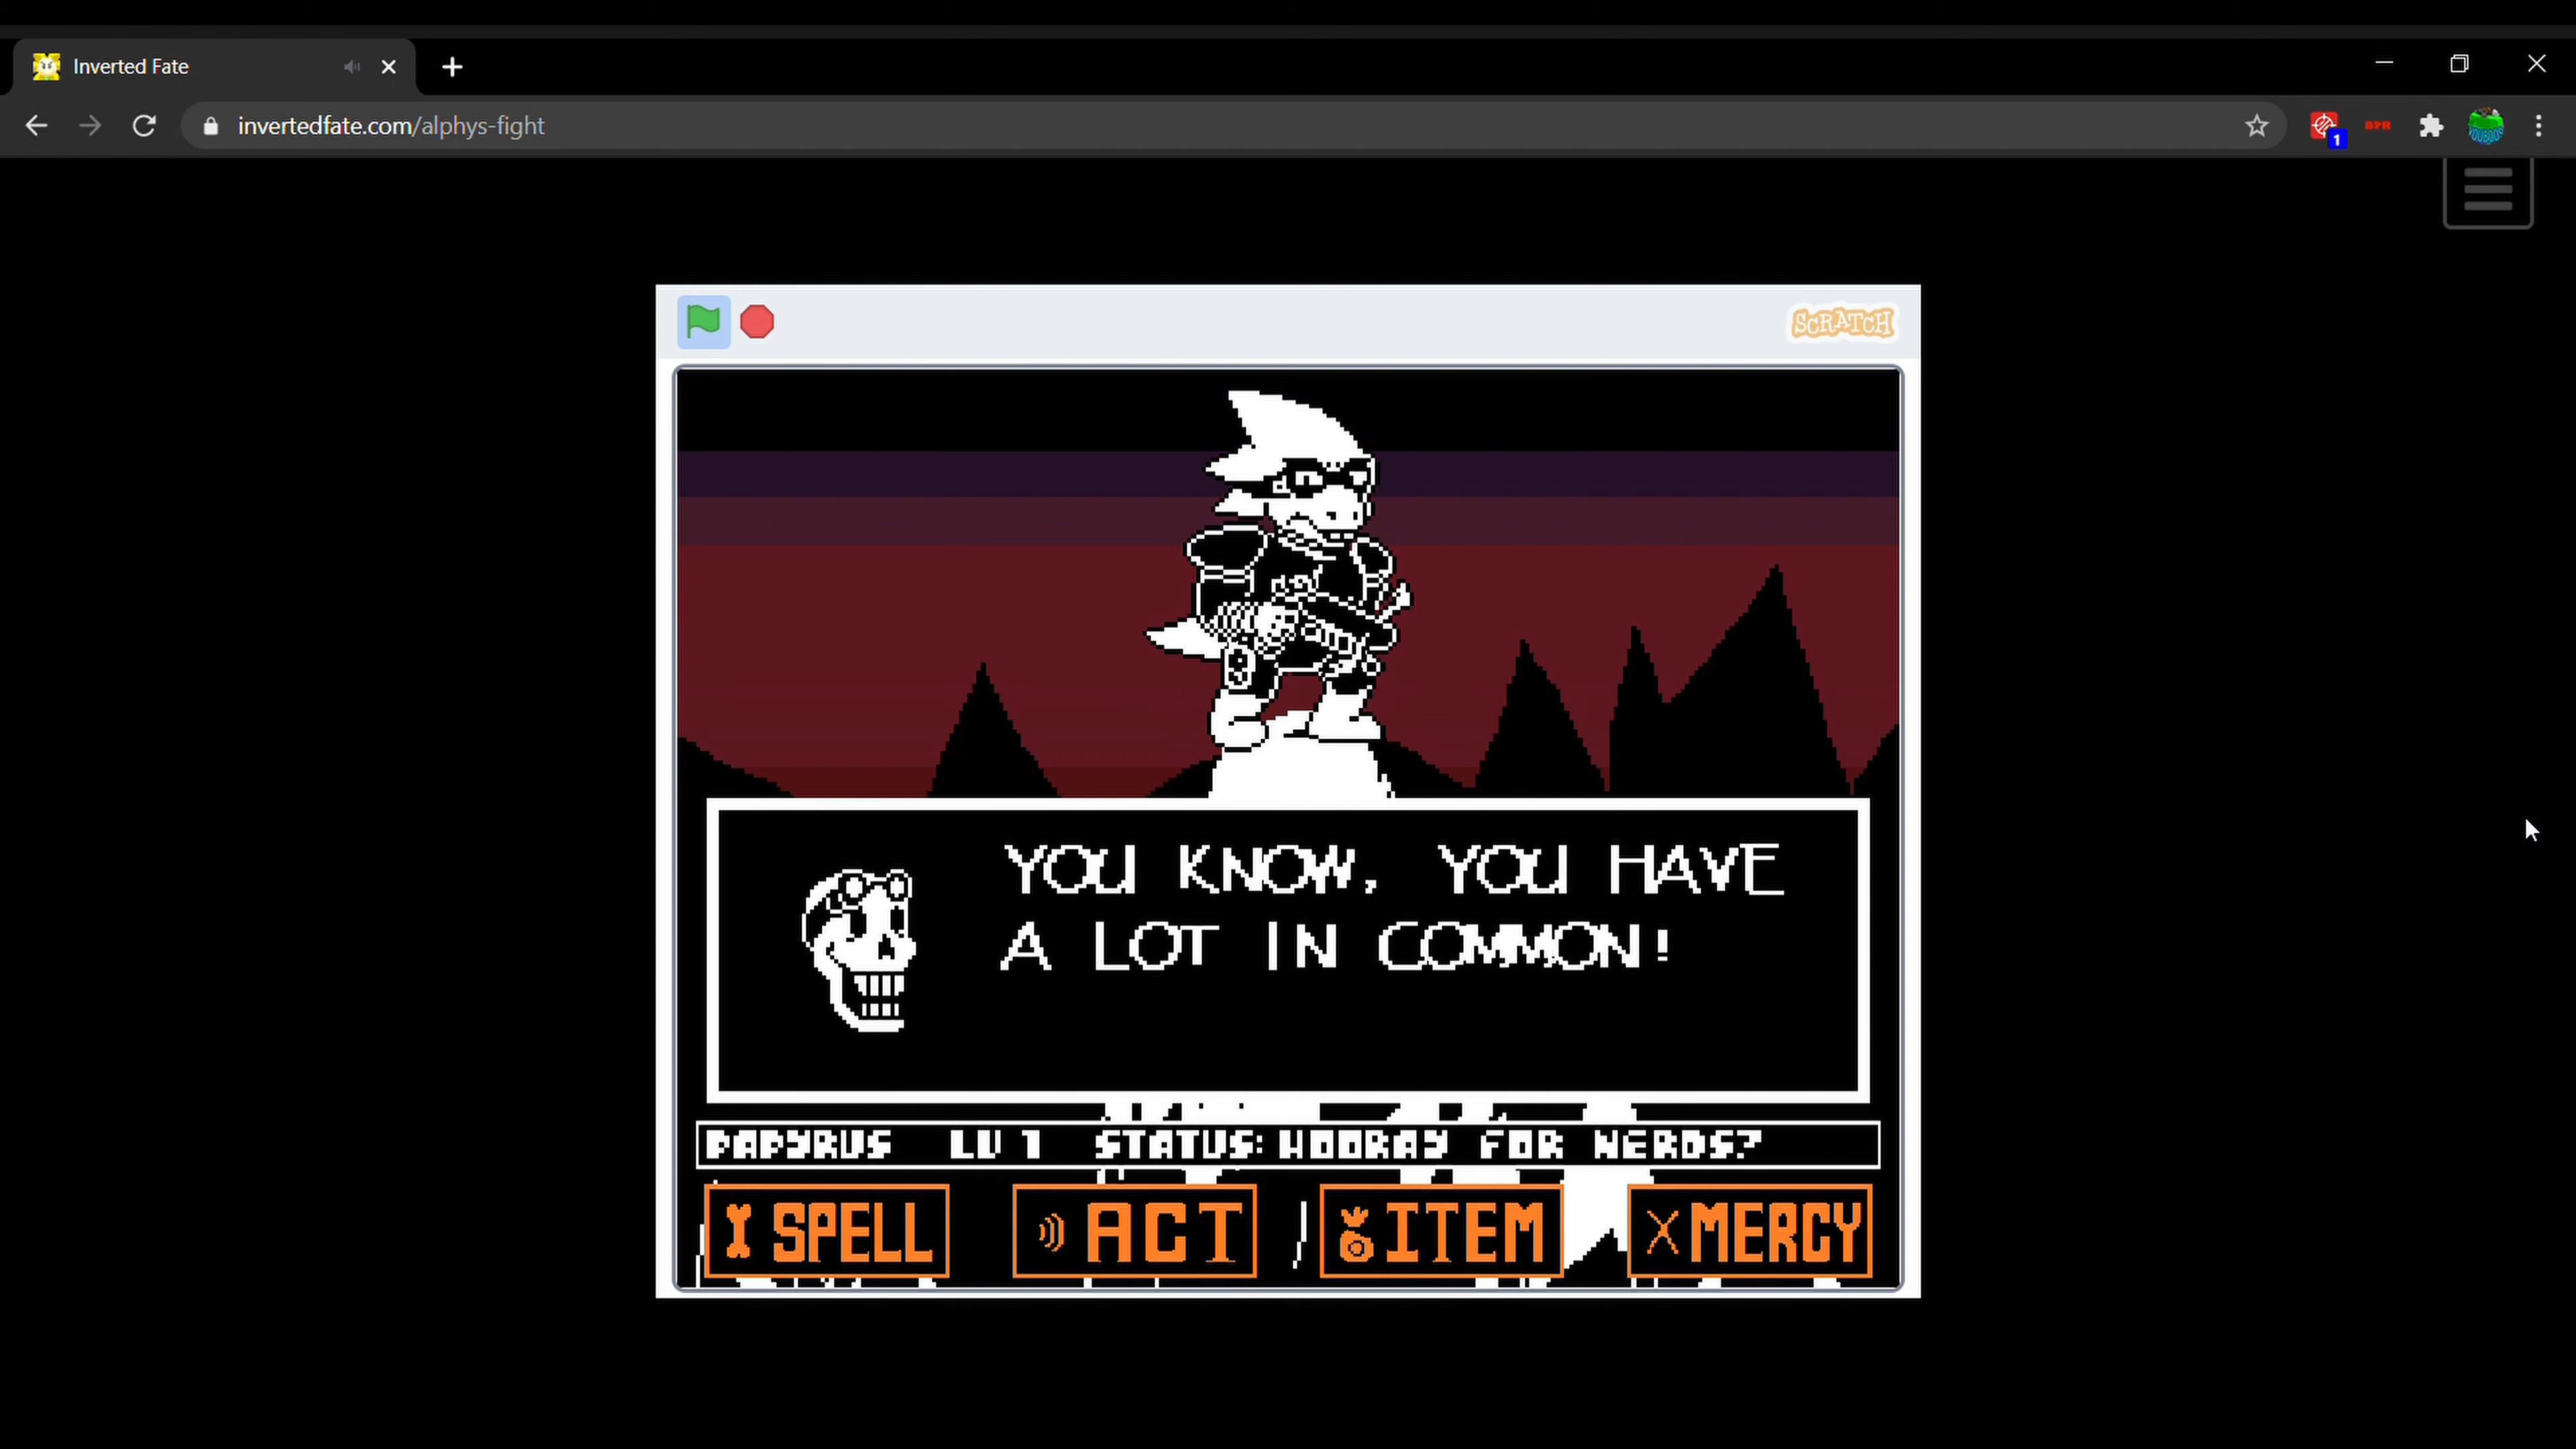 Inverted Fate
invertedfate.com/alphys-fight
1
SCRATCH
YOU KNOW, YOU HAVE
A LOT IN COMMON!
PAPYRUS LV 1 STATUS: HOORAY FOR NERDS?
SPELL ACT ITEM MERCY